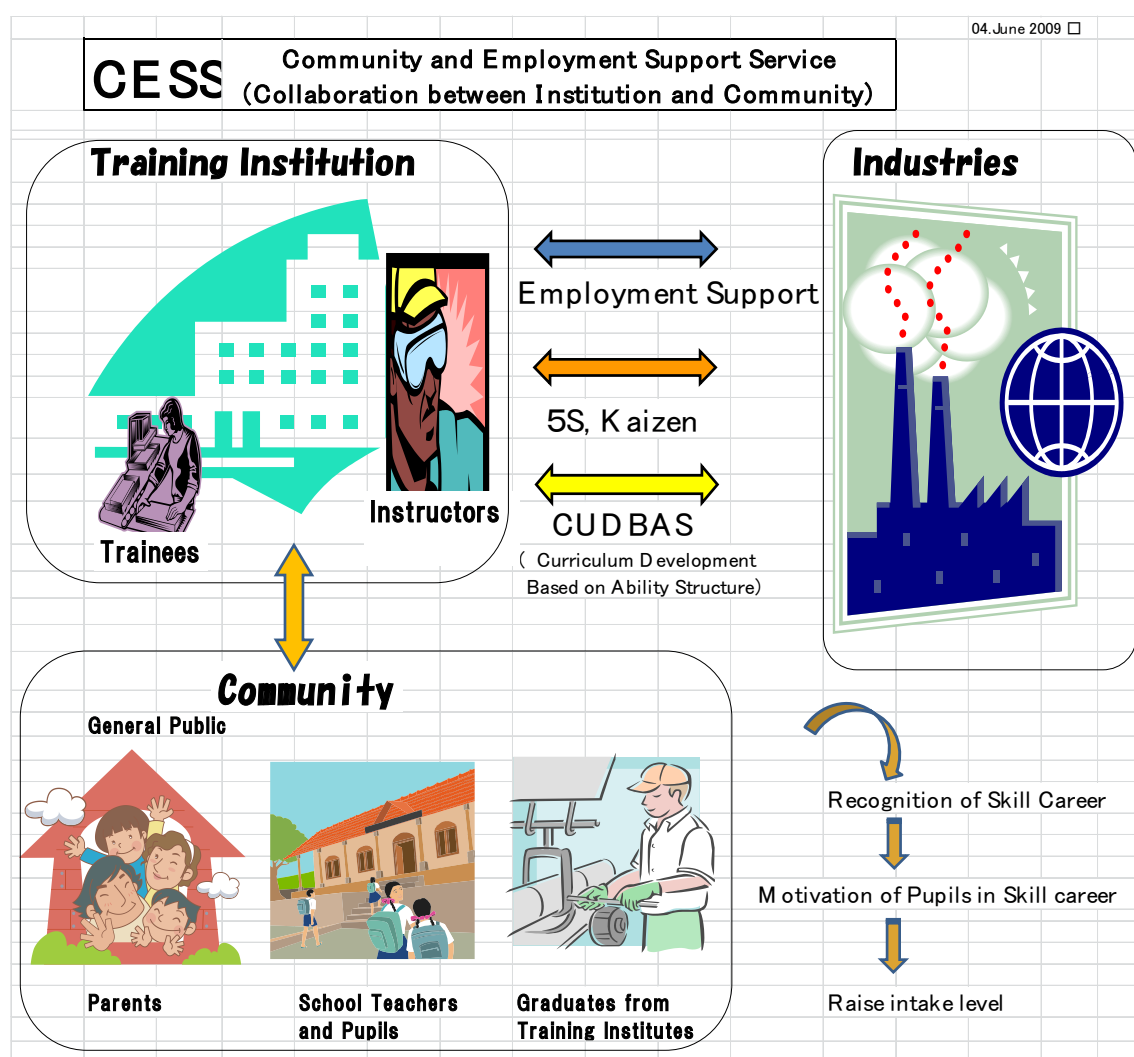 04.June 2009 □
CESS
Community and Employment Support Service
(Collaboration between Institution and Community)
Training Institution
Industries
Employment Support
5S, Kaizen
Instructors
CUDBAS
Trainees
( Curriculum Development
Based on Ability Structure)
Community
General Public
Recognition of Skill Career
Motivation of Pupils in Skill career
Parents
School Teachers
and Pupils
Graduates from
Training Institutes
Raise intake level